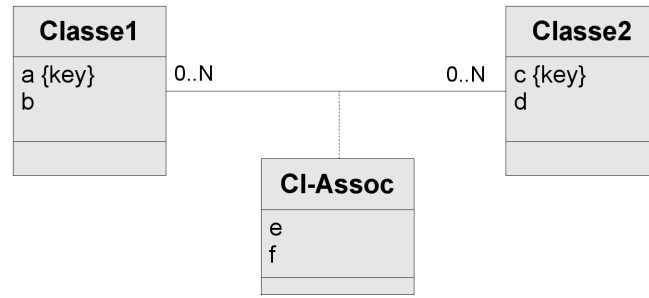 Classe1
a {key}
b
0..N
0..N
Classe2
c {key}
d
Cl-Assoc
e
f